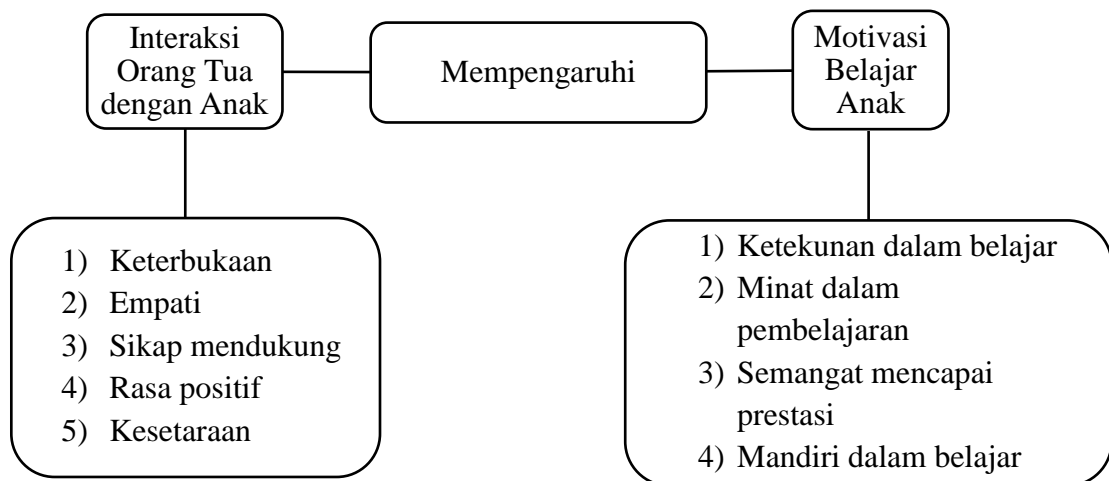 Interaksi
Orang Tua
dengan Anak
Mempengaruhi
Motivasi
Belajar
Anak
1) Keterbukaan
2) Empati
3) Sikap mendukung
4) Rasa positif
5) Kesetaraan
1) Ketekunan dalam belajar
2) Minat dalam
pembelajaran
3) Semangat mencapai
prestasi
4) Mandiri dalam belajar